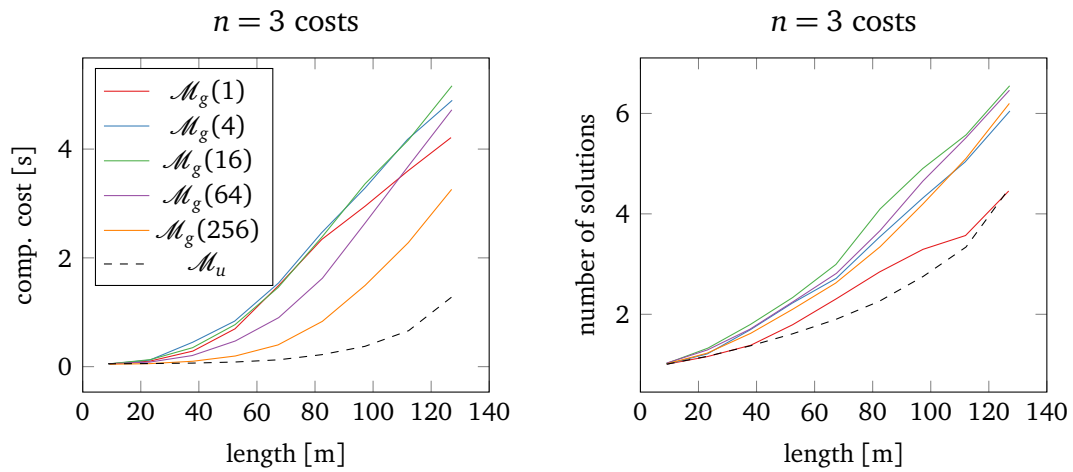 n = 3 costs
comp. cost [s]
4
2
0
ℳg(1)
ℳg(4)
ℳg(16)
ℳg(64)
ℳg(256)
ℳu
0 20 40 60 80 100 120 140
length [m]
n = 3 costs
number of solutions
6
4
2
0 20 40 60 80 100 120 140
length [m]